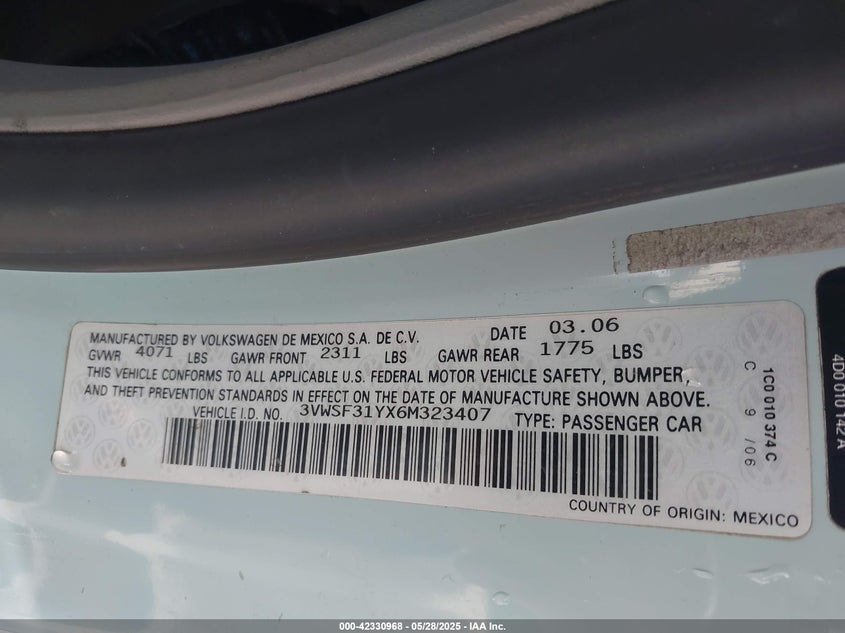 MANUFACTURED BY VOLKSWAGEN DE MEXICO S.A. DE C.V. DATE 03.06
GVWR 4071 LBS GAWR FRONT 2311 LBS GAWR REAR 1775 LBS
THIS VEHICLE CONFORMS TO ALL APPLICABLE U.S. FEDERAL MOTOR VEHICLE SAFETY, BUMPER,
AND THEFT PREVENTION STANDARDS IN EFFECT ON THE DATE OF MANUFACTURE SHOWN ABOVE.
VEHICLE I.D. NO. 3VWSF31YX6M323407 TYPE: PASSENGER CAR
COUNTRY OF ORIGIN: MEXICO
1C0 010 374 C
C 9 /06
4D0 010 142 A
000-42330968 | 05/28/2025 - IAA Inc.